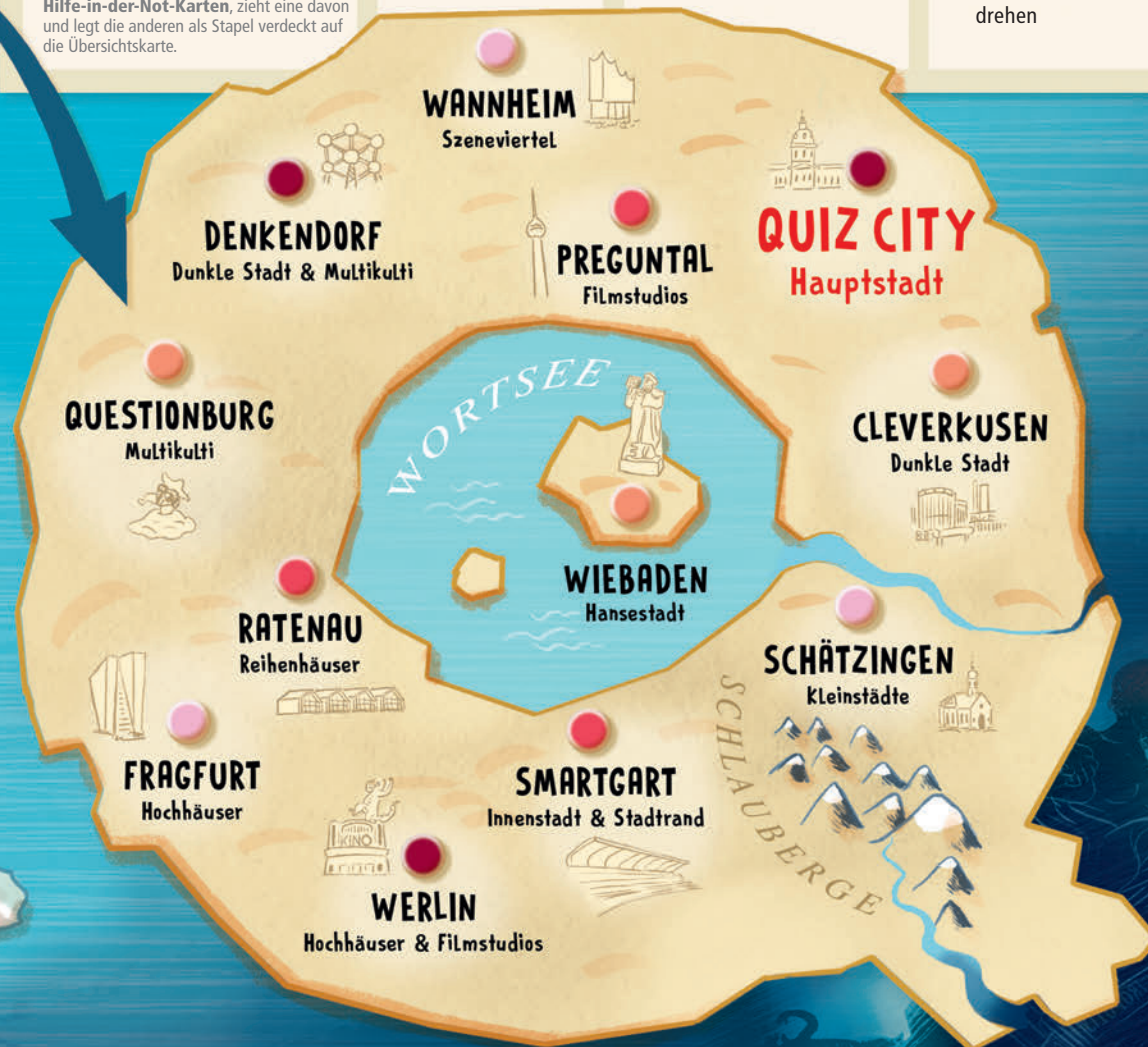 Hilfe-in-der-Not-Karten, zieht eine davon
und legt die anderen als Stapel verdeckt auf
die Übersichtskarte.
drehen
WANNHEIM
Szeneviertel
DENKENDORF
Dunkle Stadt & Multikulti
PREGUNTAL
Filmstudios
QUIZ CITY
Hauptstadt
QUESTIONBURG
Multikulti
WORTSEE
CLEVERKUSEN
Dunkle Stadt
WIEBADEN
Hansestadt
RATENAU
Reihenhäuser
SCHÄTZINGEN
Kleinstädte
SCHLAUBERGE
FRAGFURT
Hochhäuser
SMARTGART
Innenstadt & Stadtrand
KINO
WERLIN
Hochhäuser & Filmstudios